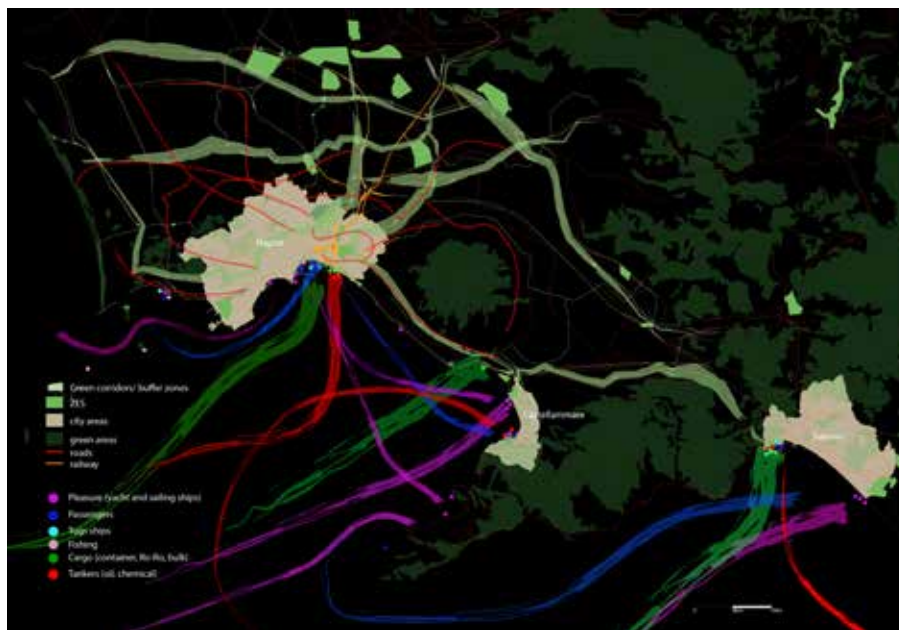 Napoli
Castellammare
Salerno
Green corridors/ buffer zones
ZES
city areas
green areas
roads
railway
Pleasure (yacht and sailing ships)
Passengers
Tugs ships
Fishing
Cargo (container, Ro-Ro, bulk)
Tankers (oil, chemical)